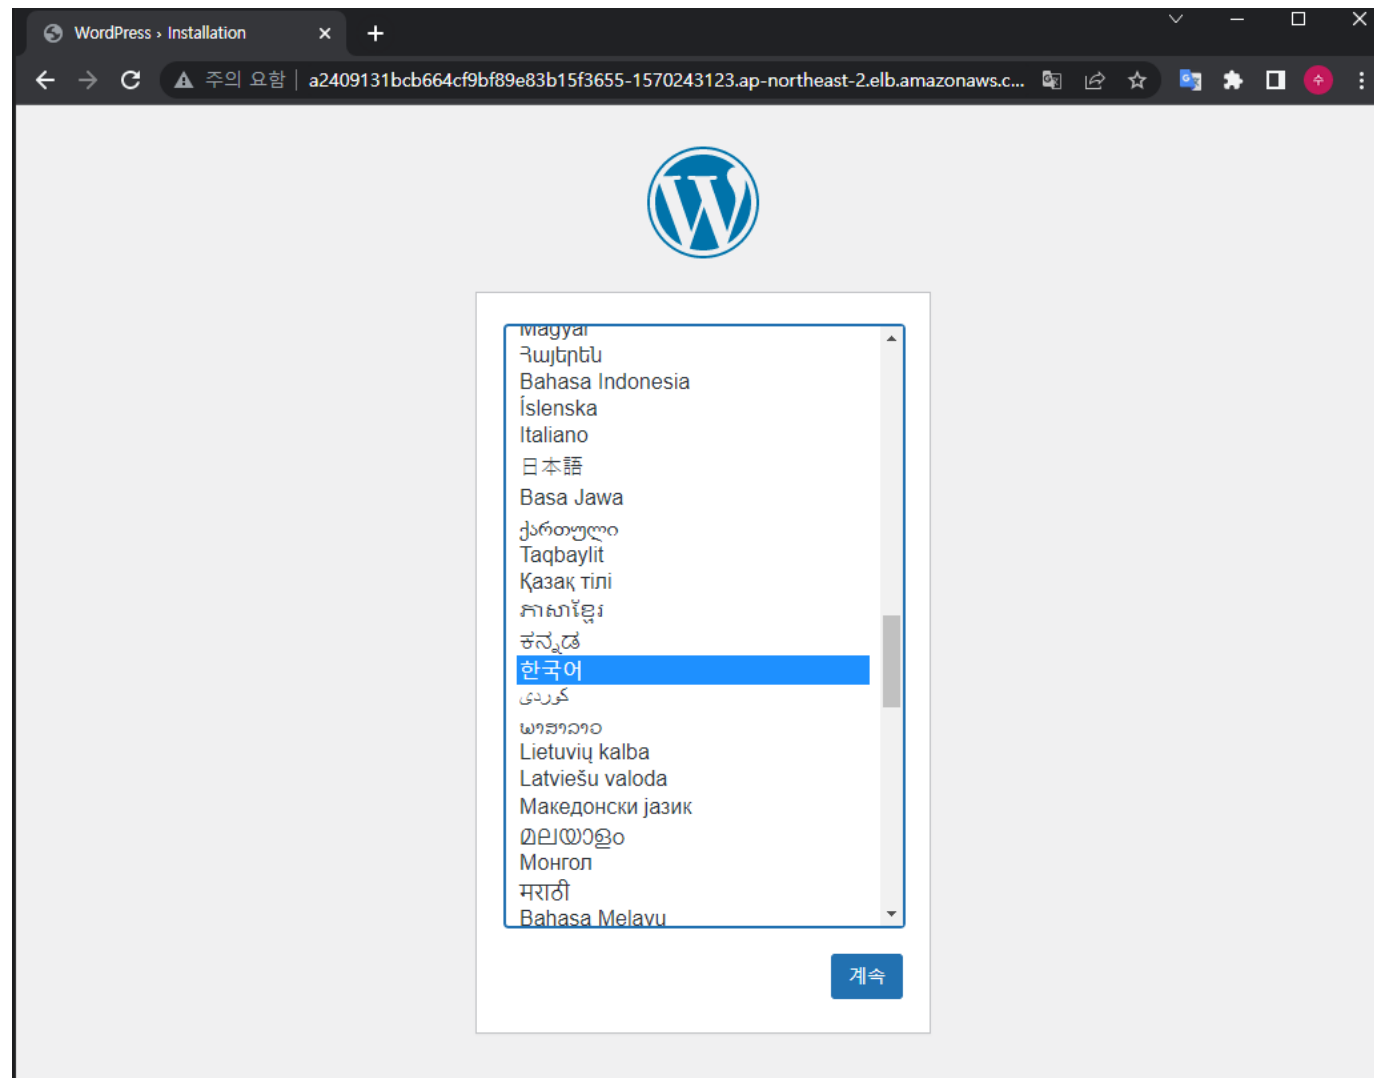 WordPress › Installation
주의 요함 a2409131bcb664cf9bf89e83b15f3655-1570243123.ap-northeast-2.elb.amazonaws.c...
Magyar
Հայերեն
Bahasa Indonesia
Íslenska
Italiano
日本語
Basa Jawa
ქართული
Taqbaylit
Қазақ тілі
ភាសាខ្មែរ
ಕನ್ನಡ
한국어
كوردی
ພາສາລາວ
Lietuvių kalba
Latviešu valoda
Македонски јазик
മലയാളം
Монгол
मराठी
Bahasa Melayu
계속